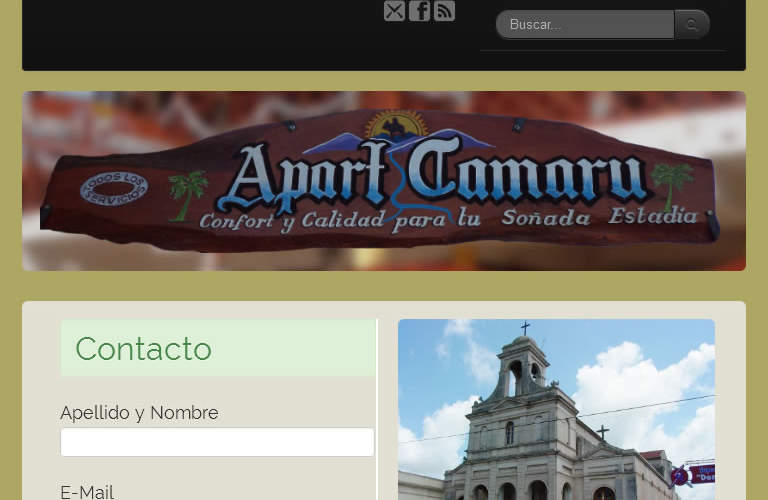 Buscar...
Apart Camaru
TODOS LOS
SERVICIOS
Confort y Calidad para tu Soñada Estadía
Contacto
Apellido y Nombre
E-Mail